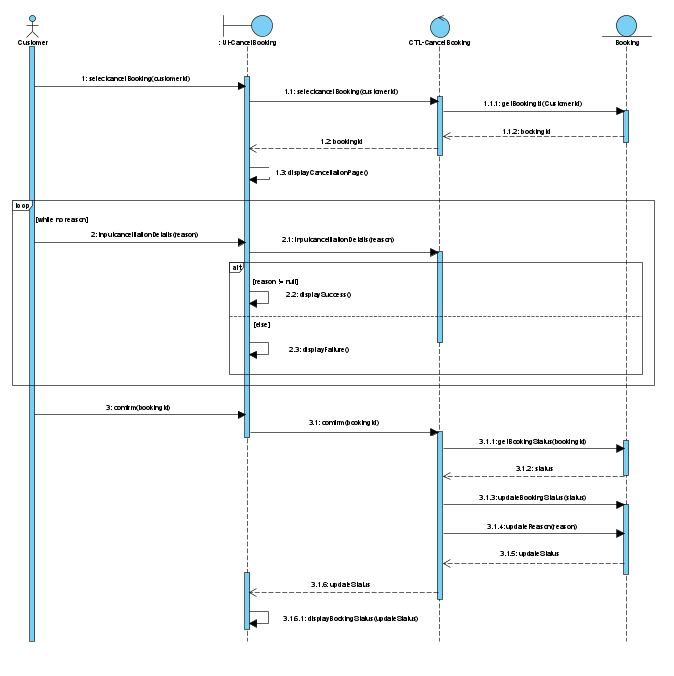 Customer
: UI-CancelBooking
CTL-CancelBooking
Booking
1: selectcancelBooking(customerId)
1.1: selectcancelBooking(customerId)
1.1.1: getBookingId(CustomerId)
1.1.2: bookingId
1.2: bookingId
1.3: displayCancellationPage()
loop
[while no reason]
2: inputcancellationDetails(reason)
2.1: inputcancellationDetails(reason)
alt
[reason != null]
2.2: displaySuccess()
[else]
2.3: displayFailure()
3: confirm(bookingId)
3.1: confirm(bookingId)
3.1.1: getBookingStatus(bookingId)
3.1.2: status
3.1.3: updateBookingStatus(status)
3.1.4: updateReason(reason)
3.1.5: updateStatus
3.1.6: updateStatus
3.1.6.1: displayBookingStatus(updateStatus)